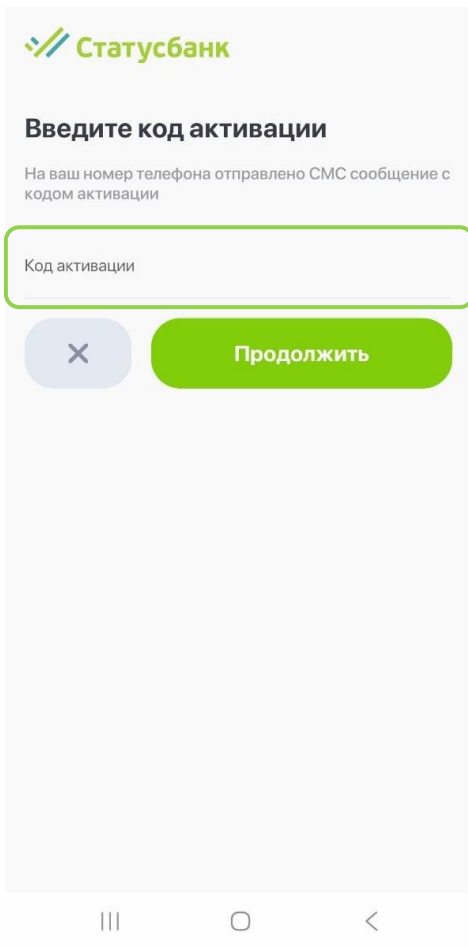 Статусбанк
Введите код активации
На ваш номер телефона отправлено СМС сообщение с
кодом активации
Код активации
Продолжить